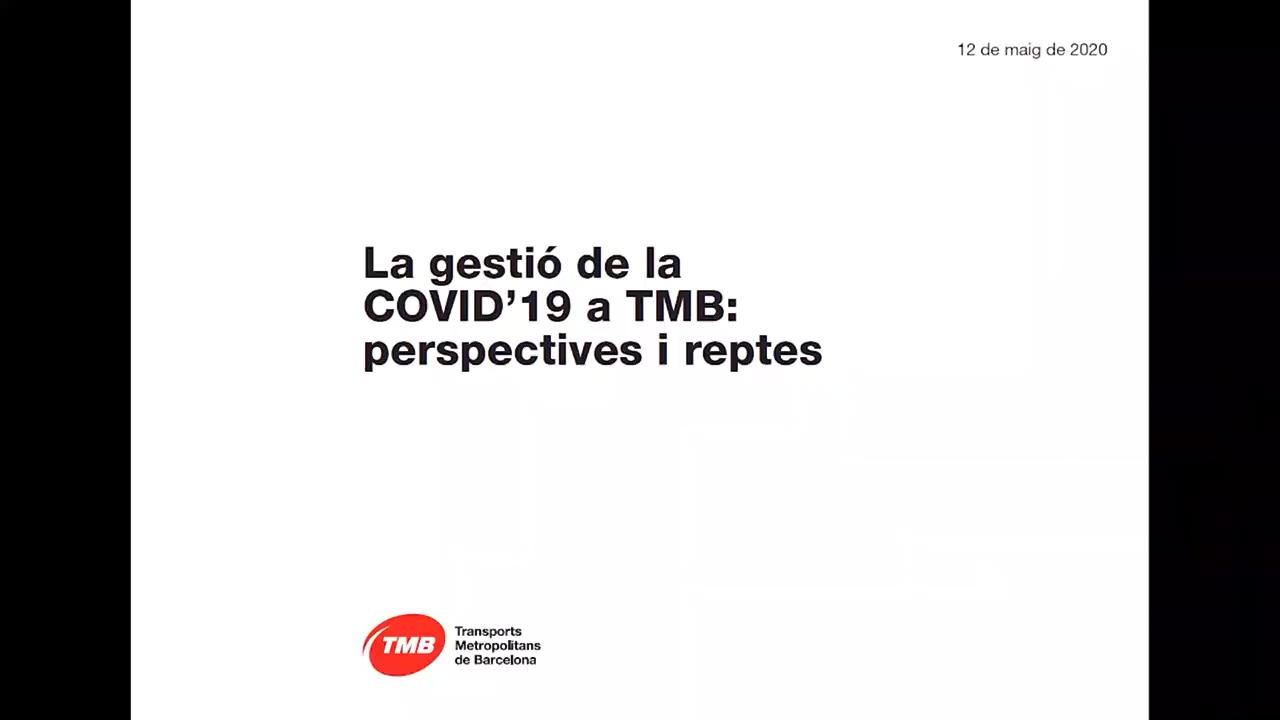 12 de maig de 2020
La gestió de la
COVID’19 a TMB:
perspectives i reptes
TMB
Transports
Metropolitans
de Barcelona